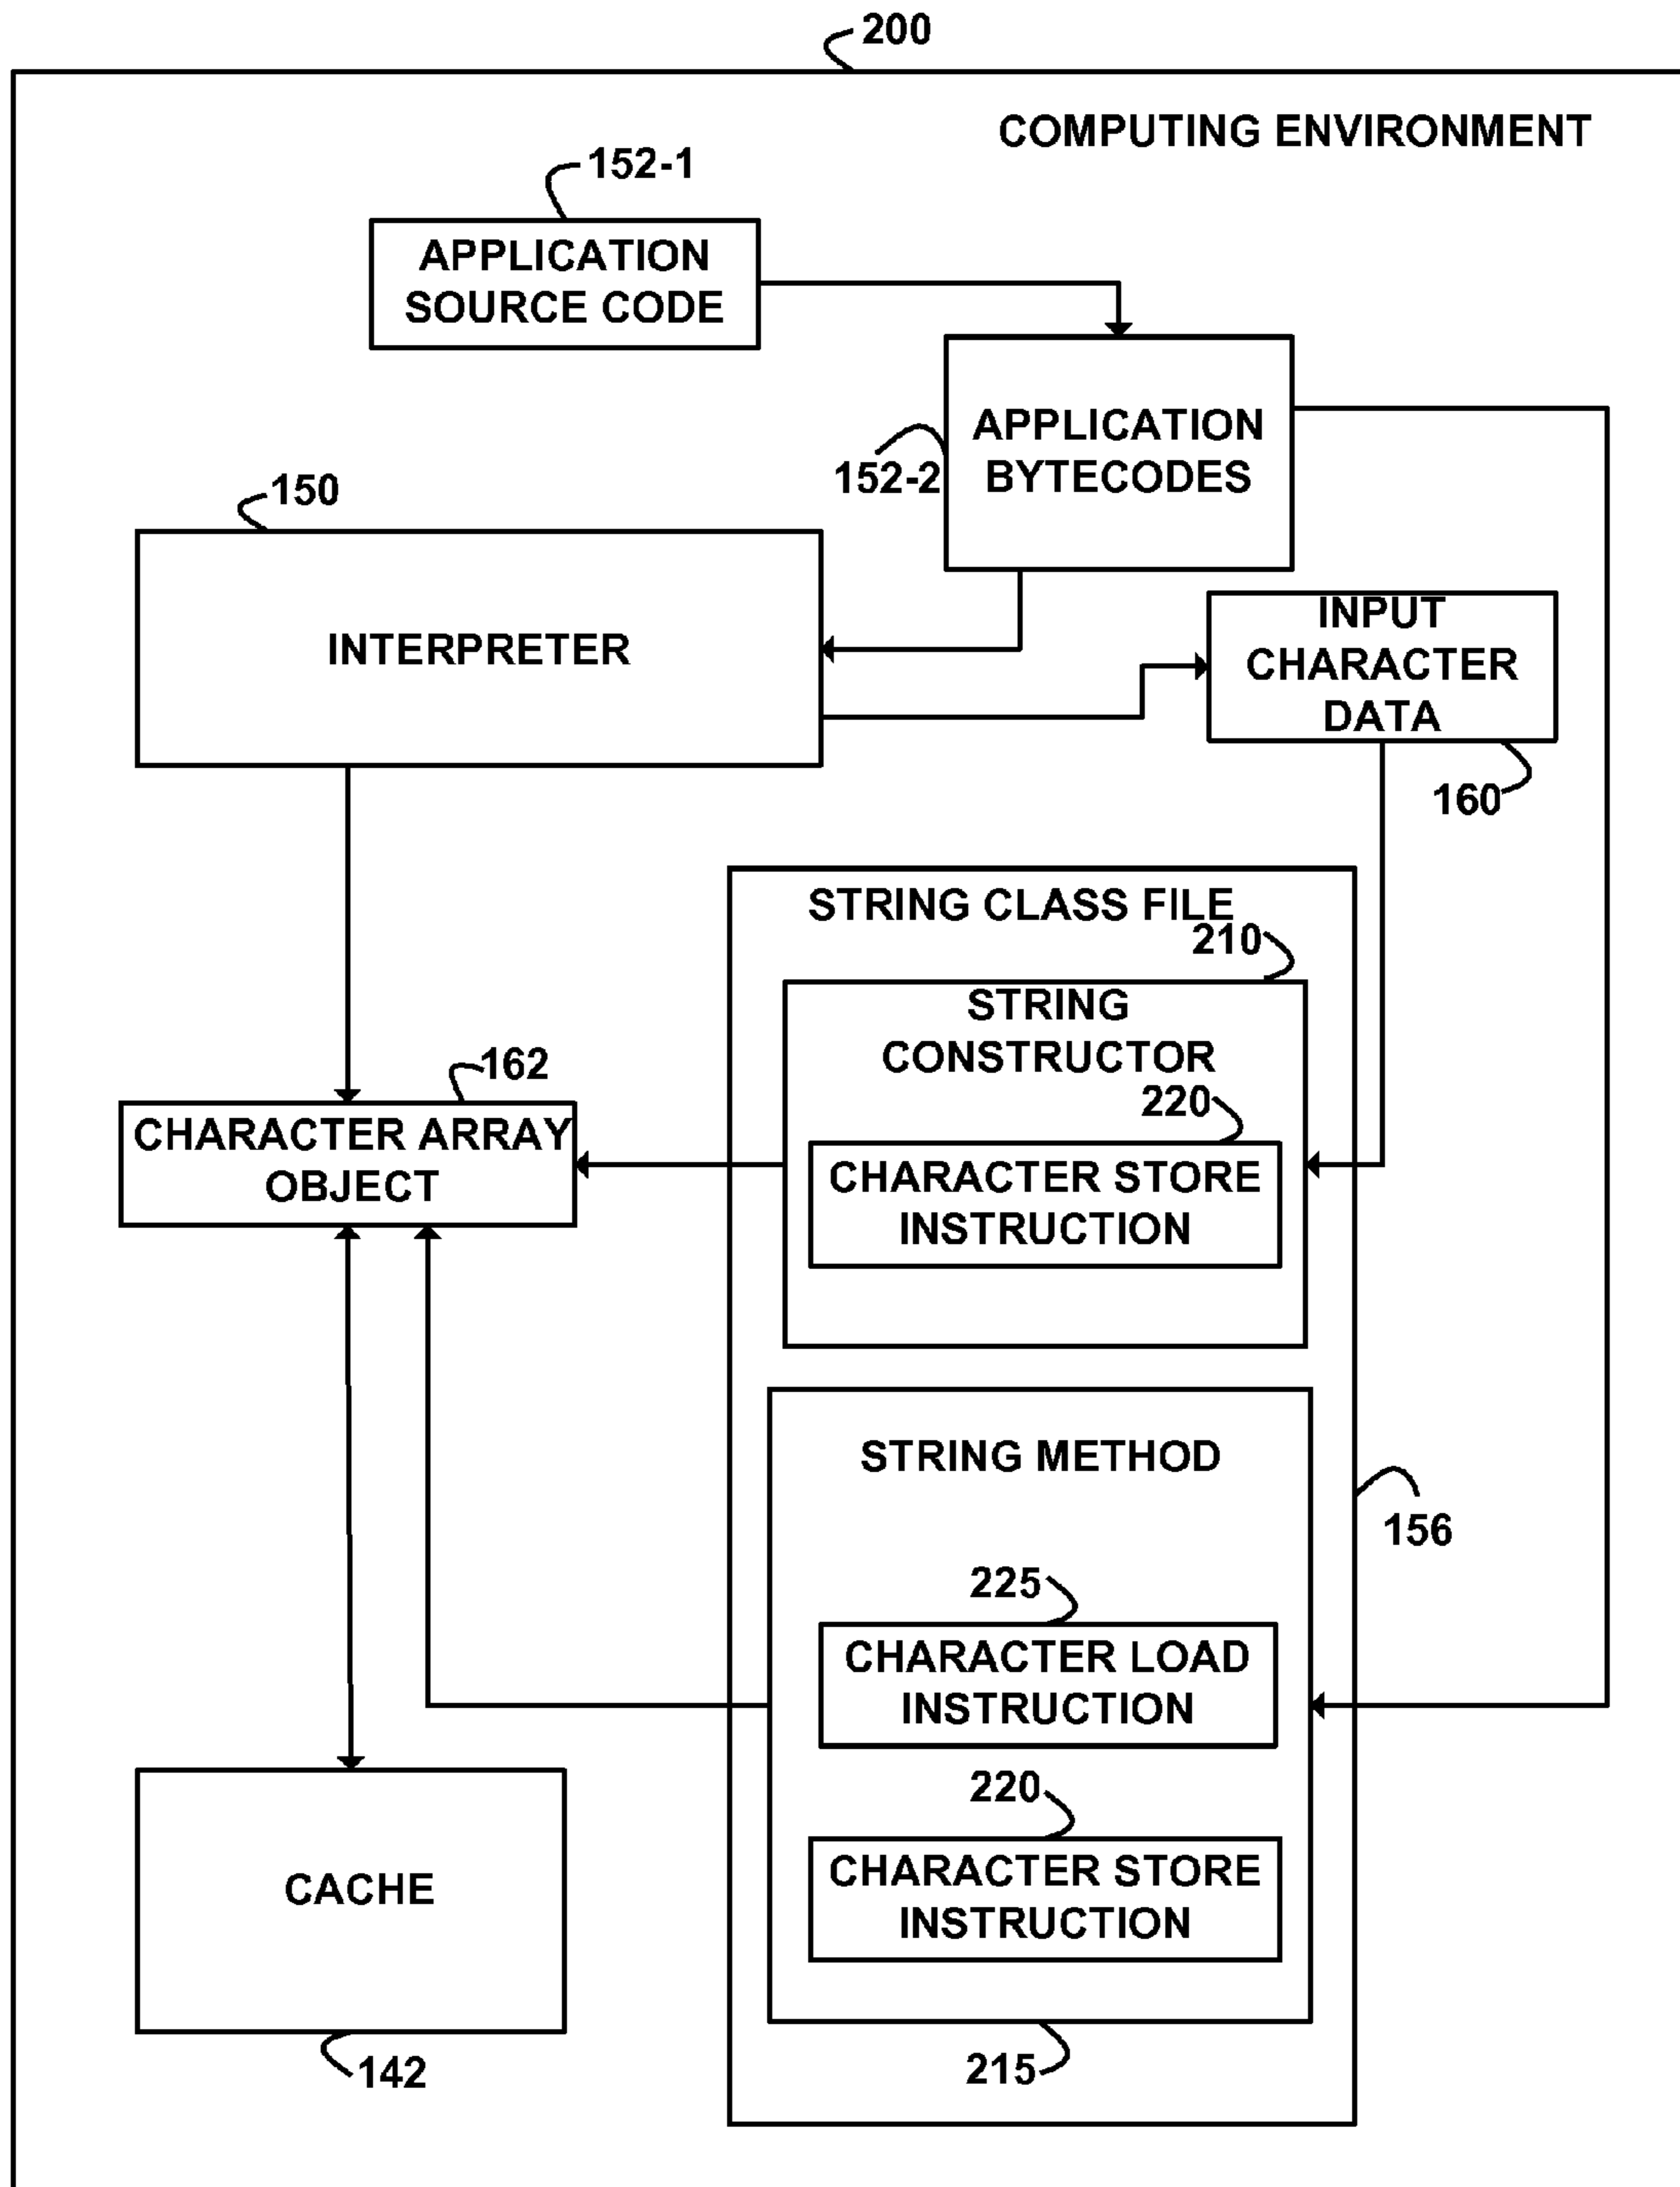 200
COMPUTING ENVIRONMENT
152-1
APPLICATION
SOURCE CODE
APPLICATION
BYTECODES
152-2
150
INTERPRETER
INPUT
CHARACTER
DATA
160
STRING CLASS FILE
210
STRING
CONSTRUCTOR
220
CHARACTER STORE
INSTRUCTION
162
CHARACTER ARRAY
OBJECT
STRING METHOD
156
225
CHARACTER LOAD
INSTRUCTION
220
CHARACTER STORE
INSTRUCTION
215
CACHE
142